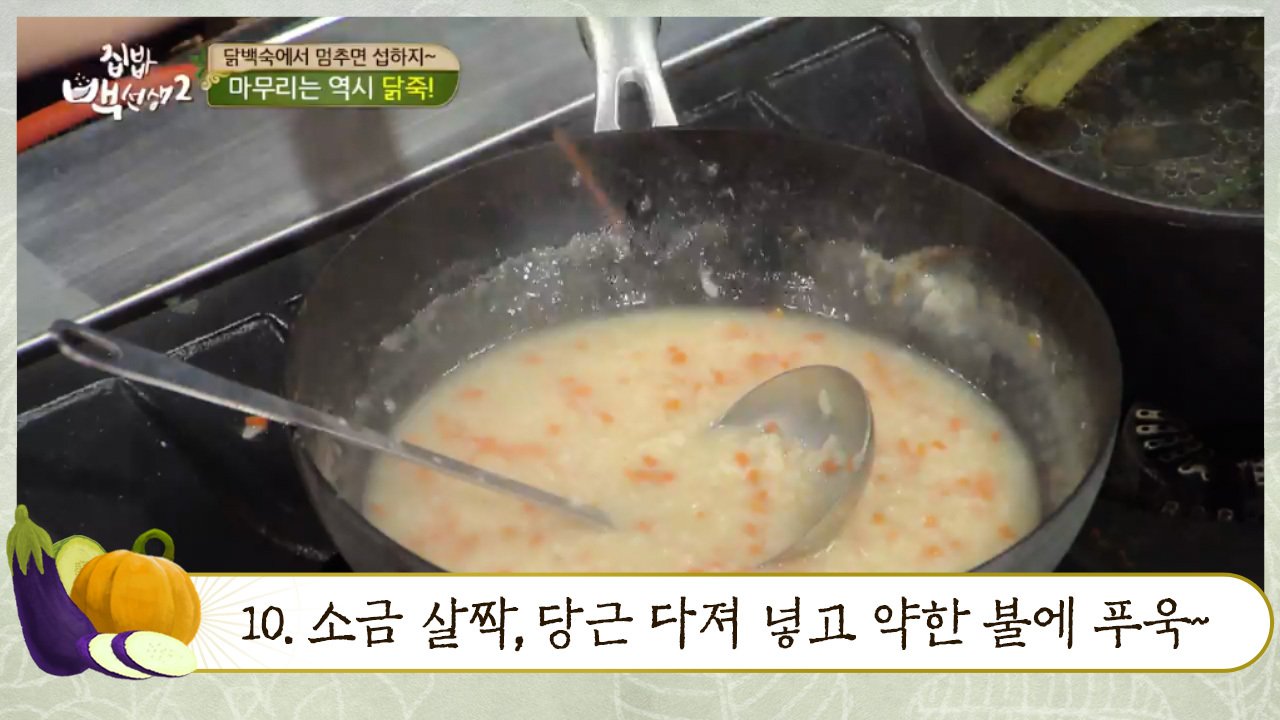 집밥
백선생2
닭백숙에서 멈추면 섭하지~
마무리는 역시 닭죽!
10. 소금 살짝, 당근 다져 넣고 약한 불에 푸욱~